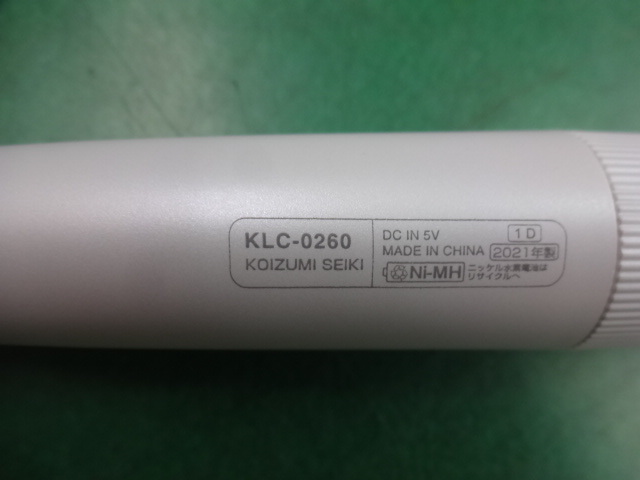 KLC-0260
KOIZUMI SEIKI
DC IN 5V 1D
MADE IN CHINA 2021年製
Ni-MH ニッケル水素電池は
リサイクルへ